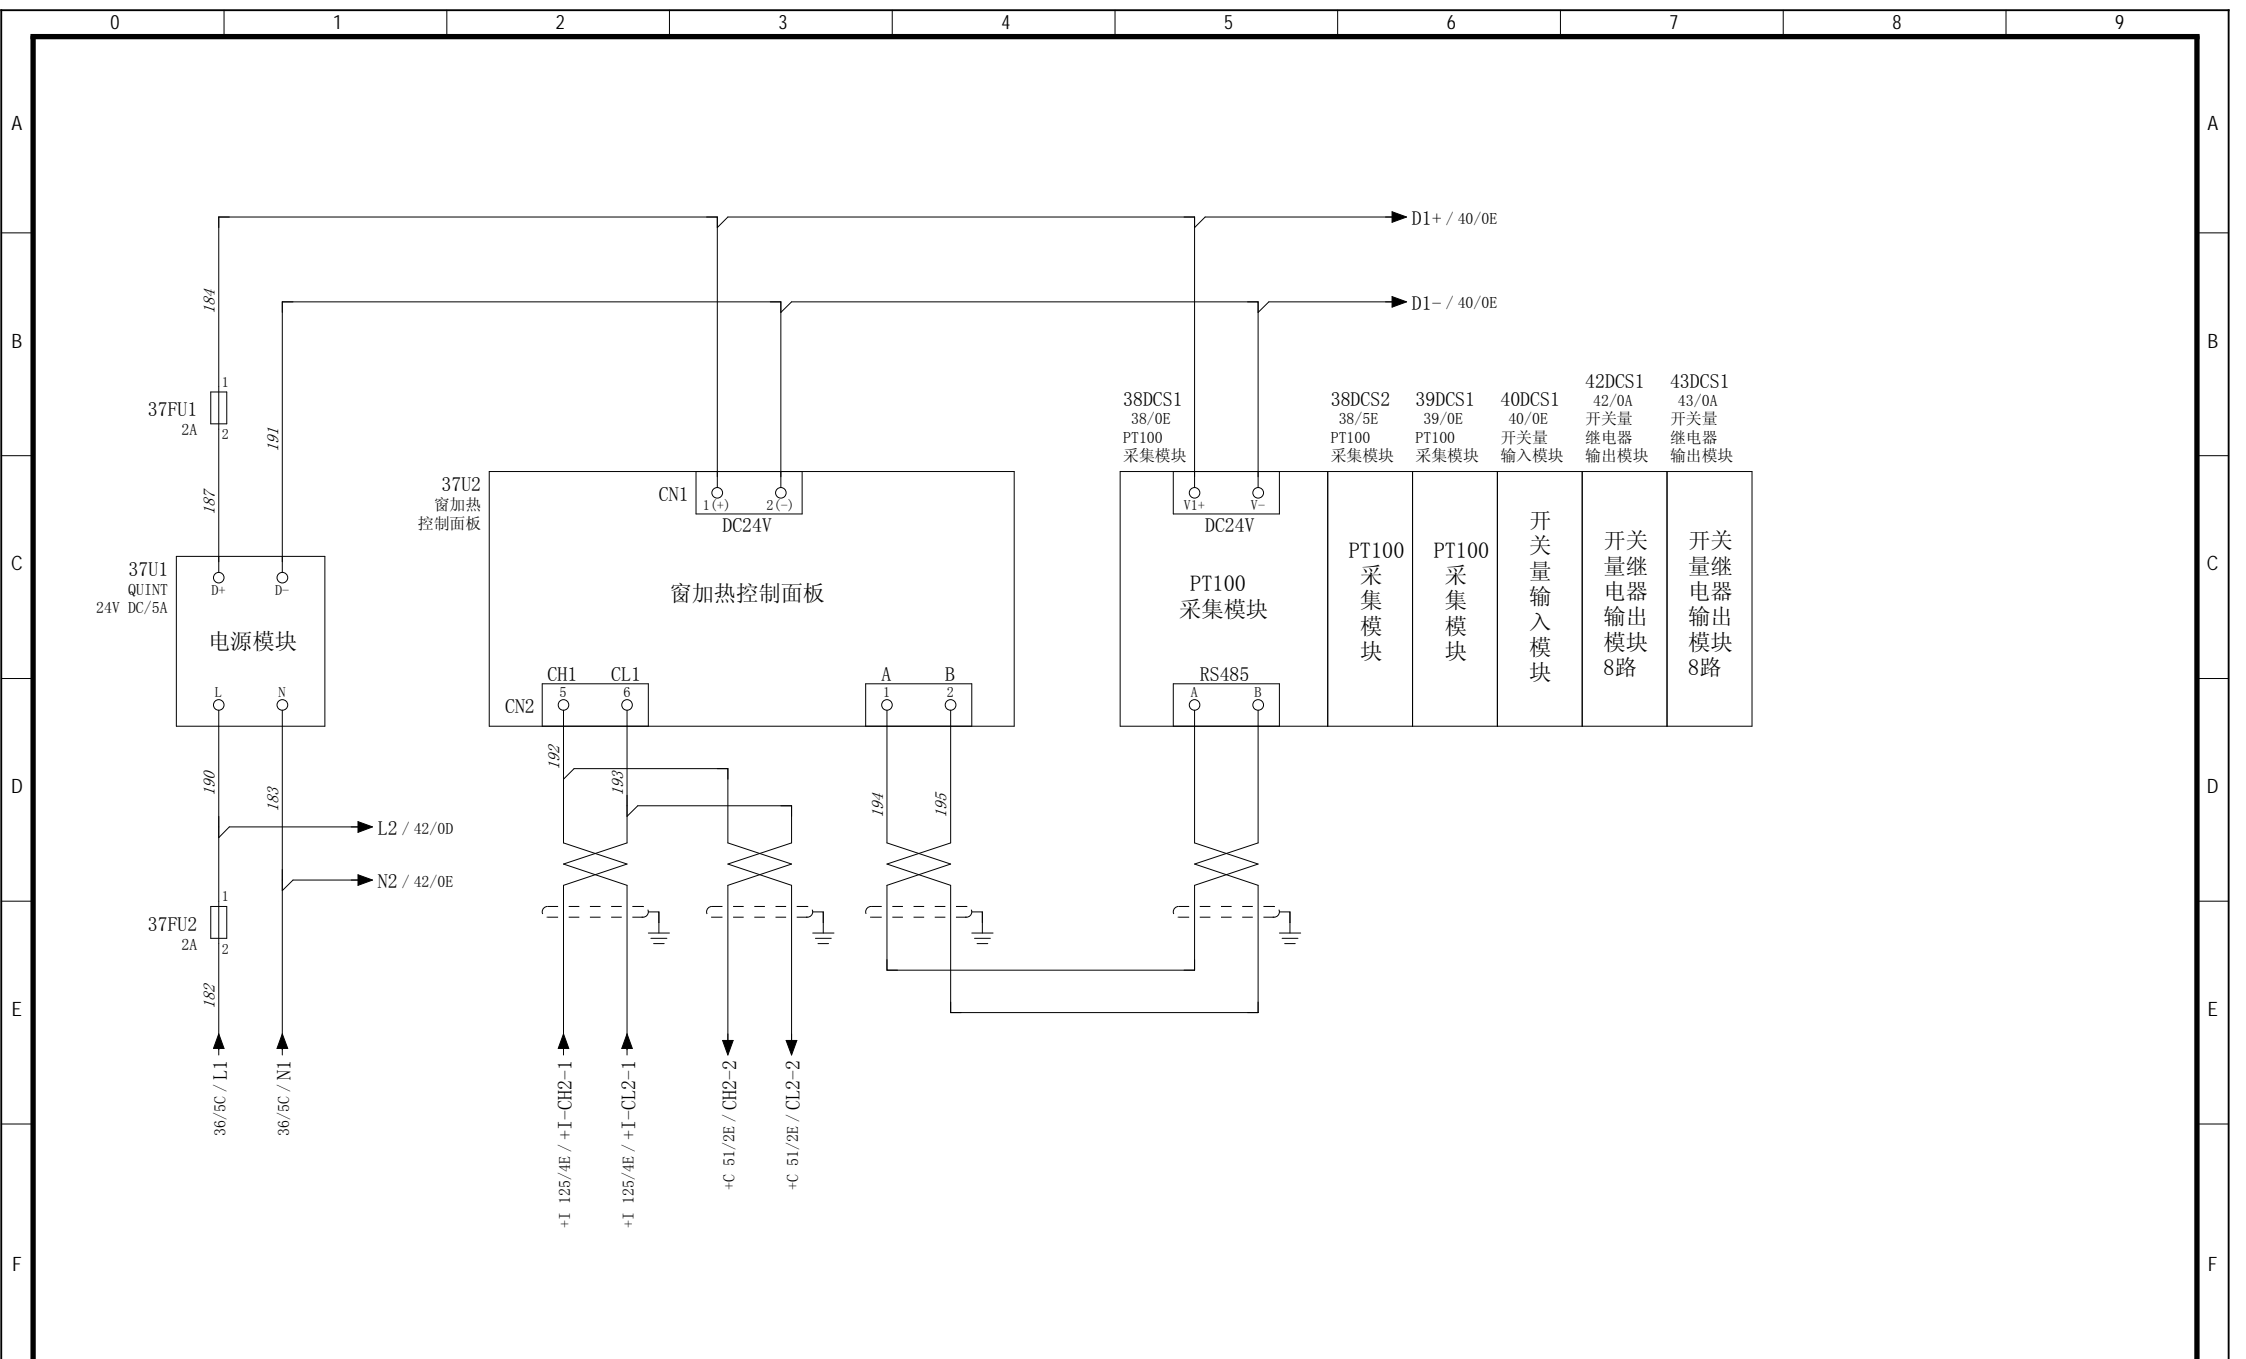 0 1 2 3 4 5 6 7 8 9
A A
D1+ / 40/0E
184
D1- / 40/0E
B B
37FU1
2A
1
2
191
187
38DCS1
38/0E
PT100
采集模块
38DCS2
38/5E
PT100
采集模块
39DCS1
39/0E
PT100
采集模块
40DCS1
40/0E
开关量
输入模块
42DCS1
42/0A
开关量
继电器
输出模块
43DCS1
43/0A
开关量
继电器
输出模块
C C
37U1
QUINT
24V DC/5A
D+ D-
电源模块
L N
37U2
窗加热
控制面板
CN1
1(+) 2(-)
DC24V
窗加热控制面板
CH1 CL1
5 6
CN2
A B
1 2
V1+ V-
DC24V
PT100
采集模块
RS485
A B
PT100
采
集
模
块
PT100
采
集
模
块
开
关
量
输
入
模
块
开关
量继
电器
输出
模块
8路
开关
量继
电器
输出
模块
8路
D D
190
183
192
193
194
195
L2 / 42/0D
N2 / 42/0E
37FU2
2A
1
2
182
E E
36/5C / L1
36/5C / N1
+I 125/4E / +I-CH2-1
+I 125/4E / +I-CL2-1
+C 51/2E / CH2-2
+C 51/2E / CL2-2
F F